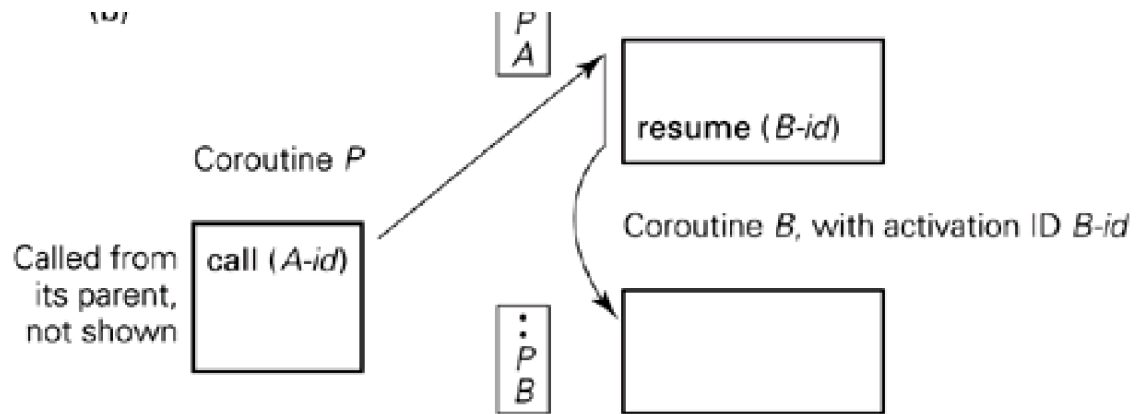 P
A
resume (B-id)
Coroutine P
Coroutine B, with activation ID B-id
Called from
its parent,
not shown
call (A-id)
⋮
P
B